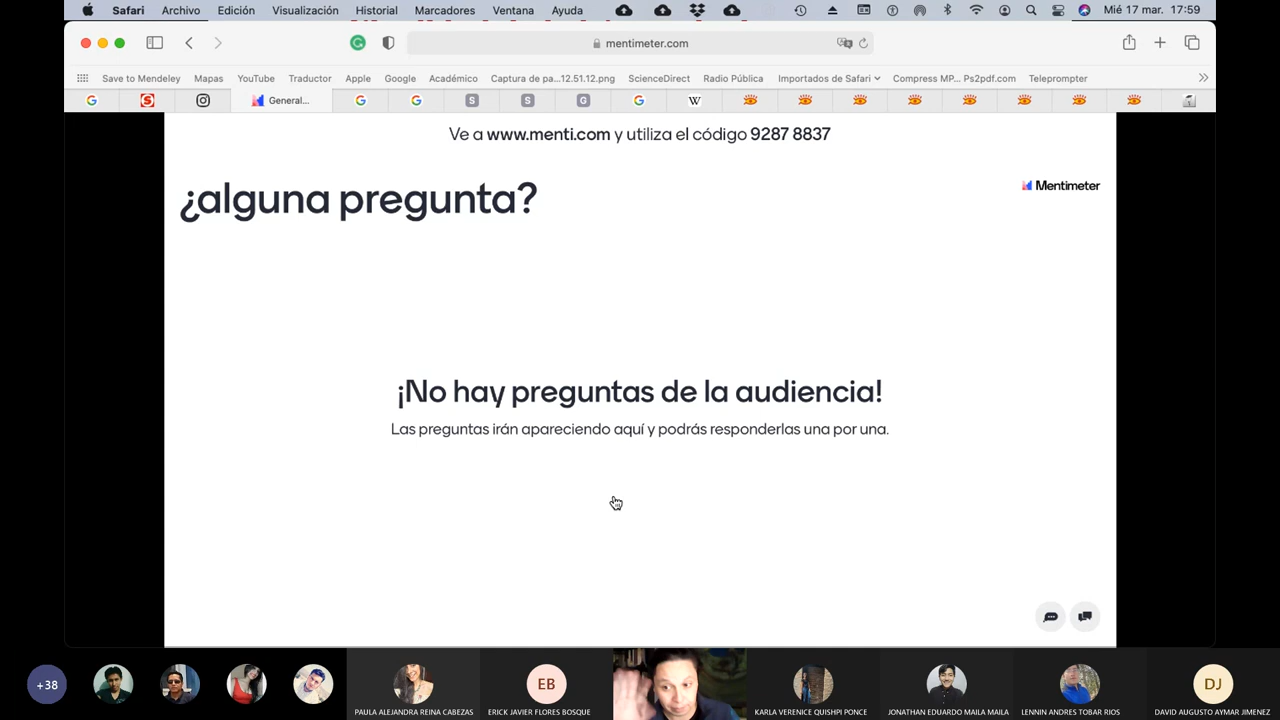 Safari Archivo Edición Visualización Historial Marcadores Ventana Ayuda Mié 17 mar. 17:59
mentimeter.com
Save to Mendeley Mapas YouTube Traductor Apple Google Académico Captura de pa...12.51.12.png ScienceDirect Radio Pública Importados de Safari Compress MP... Ps2pdf.com Teleprompter
G S General... G G S S G G W
Ve a www.menti.com y utiliza el código 9287 8837
¿alguna pregunta?
Mentimeter
¡No hay preguntas de la audiencia!
Las preguntas irán apareciendo aquí y podrás responderlas una por una.
+38 EB DJ
PAULA ALEJANDRA REINA CABEZAS ERICK JAVIER FLORES BOSQUE KARLA VERENICE QUISHPI PONCE JONATHAN EDUARDO MAILA MAILA LENNIN ANDRES TOBAR RIOS DAVID AUGUSTO AYMAR JIMENEZ